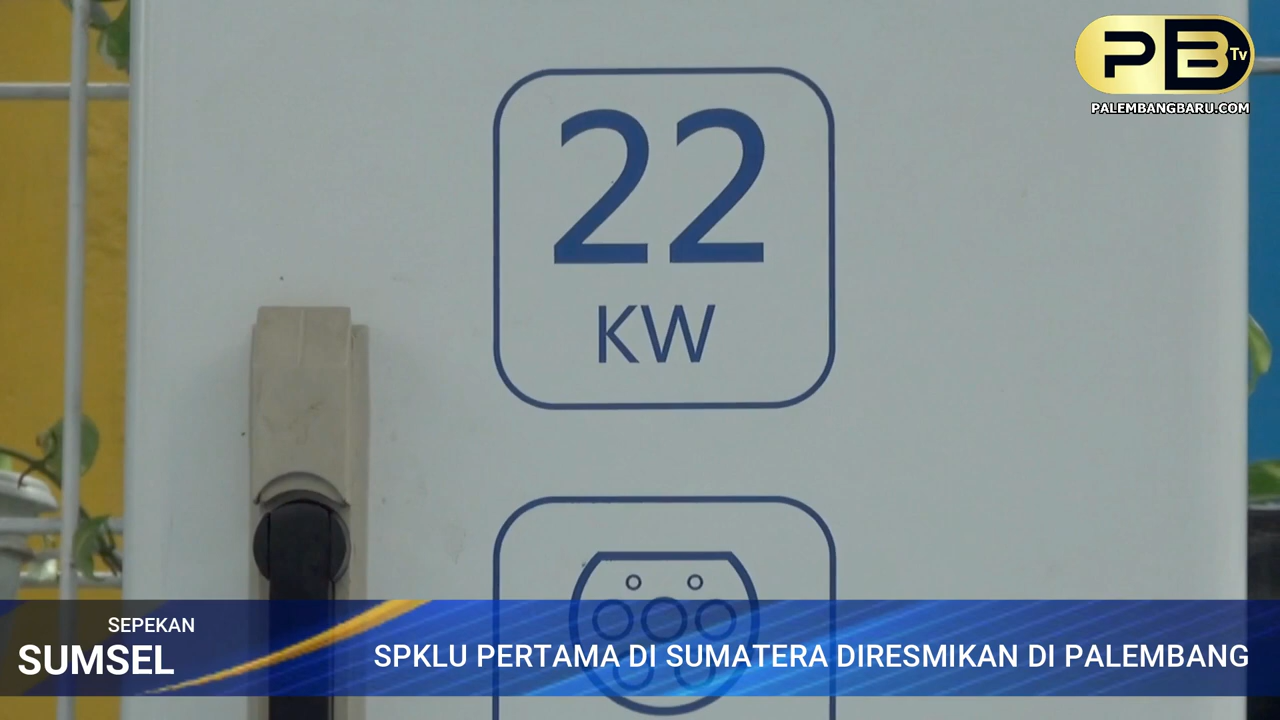 PB Tv
PALEMBANGBARU.COM
22
KW
SEPEKAN
SUMSEL
SPKLU PERTAMA DI SUMATERA DIRESMIKAN DI PALEMBANG